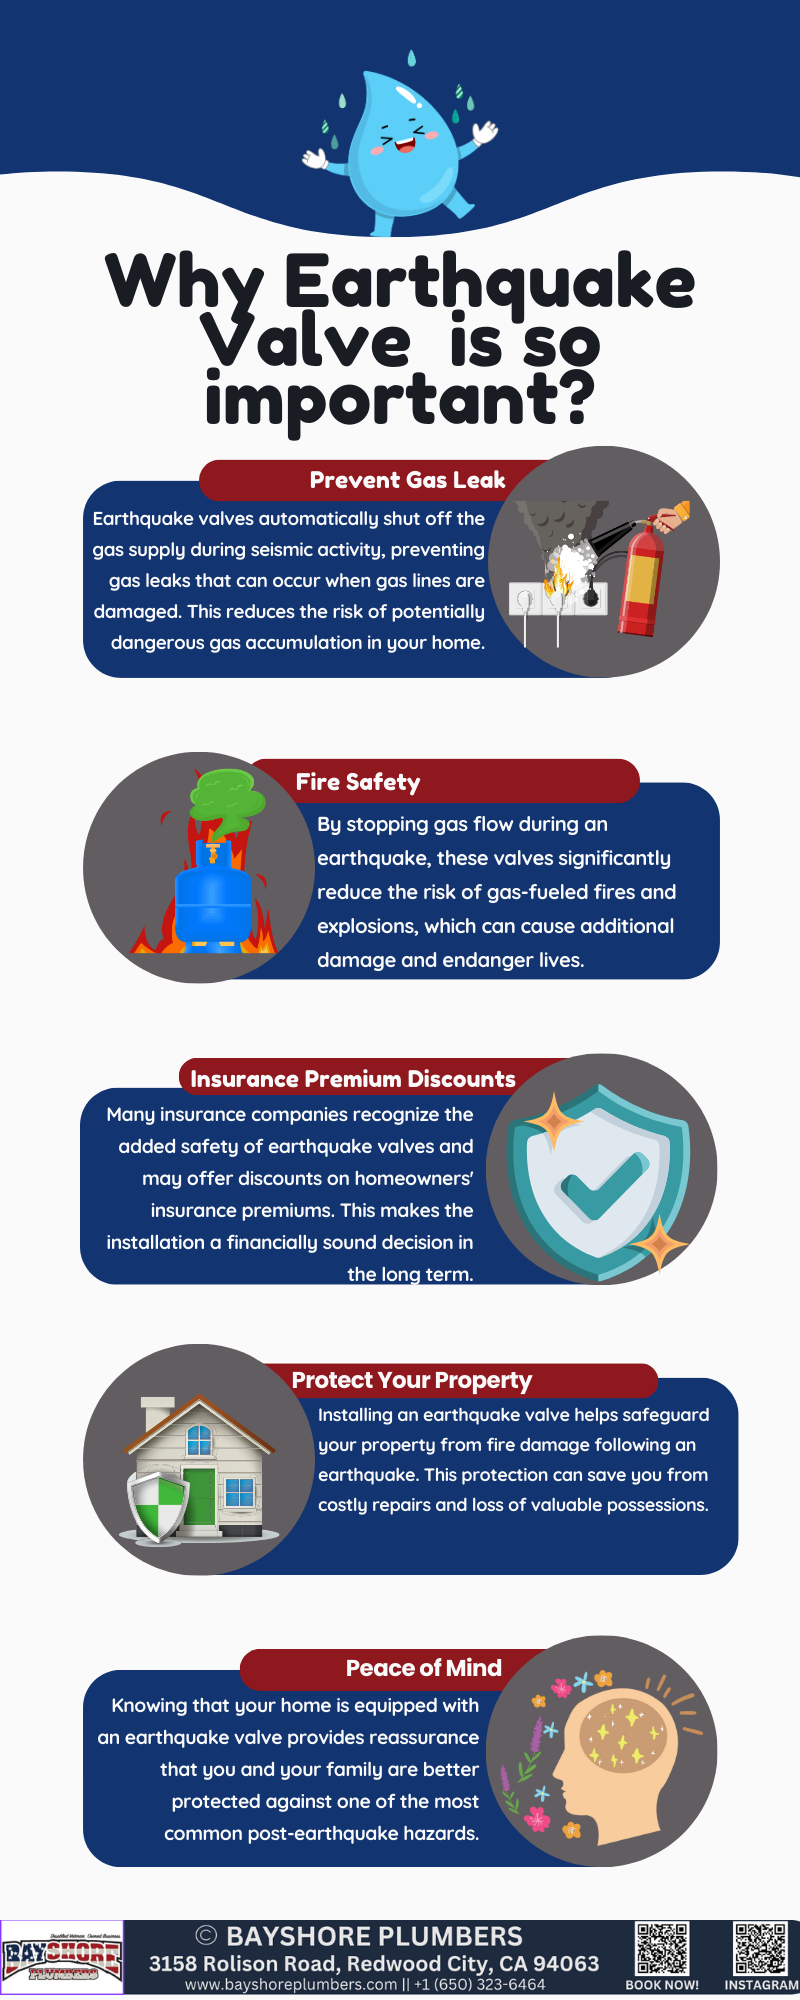 Why Earthquake
Valve is so
important?
Prevent Gas Leak
Earthquake valves automatically shut off the
gas supply during seismic activity, preventing
gas leaks that can occur when gas lines are
damaged. This reduces the risk of potentially
dangerous gas accumulation in your home.
Fire Safety
By stopping gas flow during an
earthquake, these valves significantly
reduce the risk of gas-fueled fires and
explosions, which can cause additional
damage and endanger lives.
Insurance Premium Discounts
Many insurance companies recognize the
added safety of earthquake valves and
may offer discounts on homeowners'
insurance premiums. This makes the
installation a financially sound decision in
the long term.
Protect Your Property
Installing an earthquake valve helps safeguard
your property from fire damage following an
earthquake. This protection can save you from
costly repairs and loss of valuable possessions.
Peace of Mind
Knowing that your home is equipped with
an earthquake valve provides reassurance
that you and your family are better
protected against one of the most
common post-earthquake hazards.
Disabled Veteran Owned Business
BAYSHORE
PLUMBERS
© BAYSHORE PLUMBERS
3158 Rolison Road, Redwood City, CA 94063
www.bayshoreplumbers.com || +1 (650) 323-6464
BOOK NOW!
INSTAGRAM